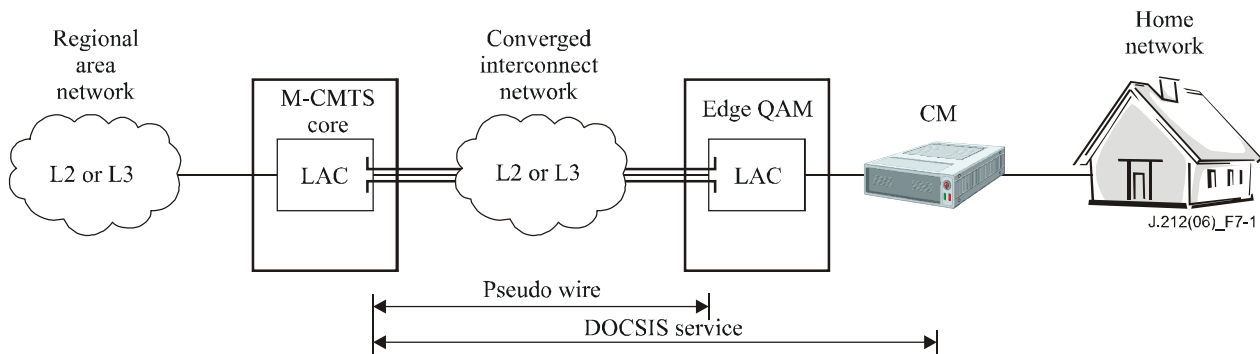 Regional
area
network
L2 or L3
M-CMTS
core
LAC
Converged
interconnect
network
L2 or L3
Edge QAM
LAC
CM
Home
network
J.212(06)_F7-1
Pseudo wire
DOCSIS service